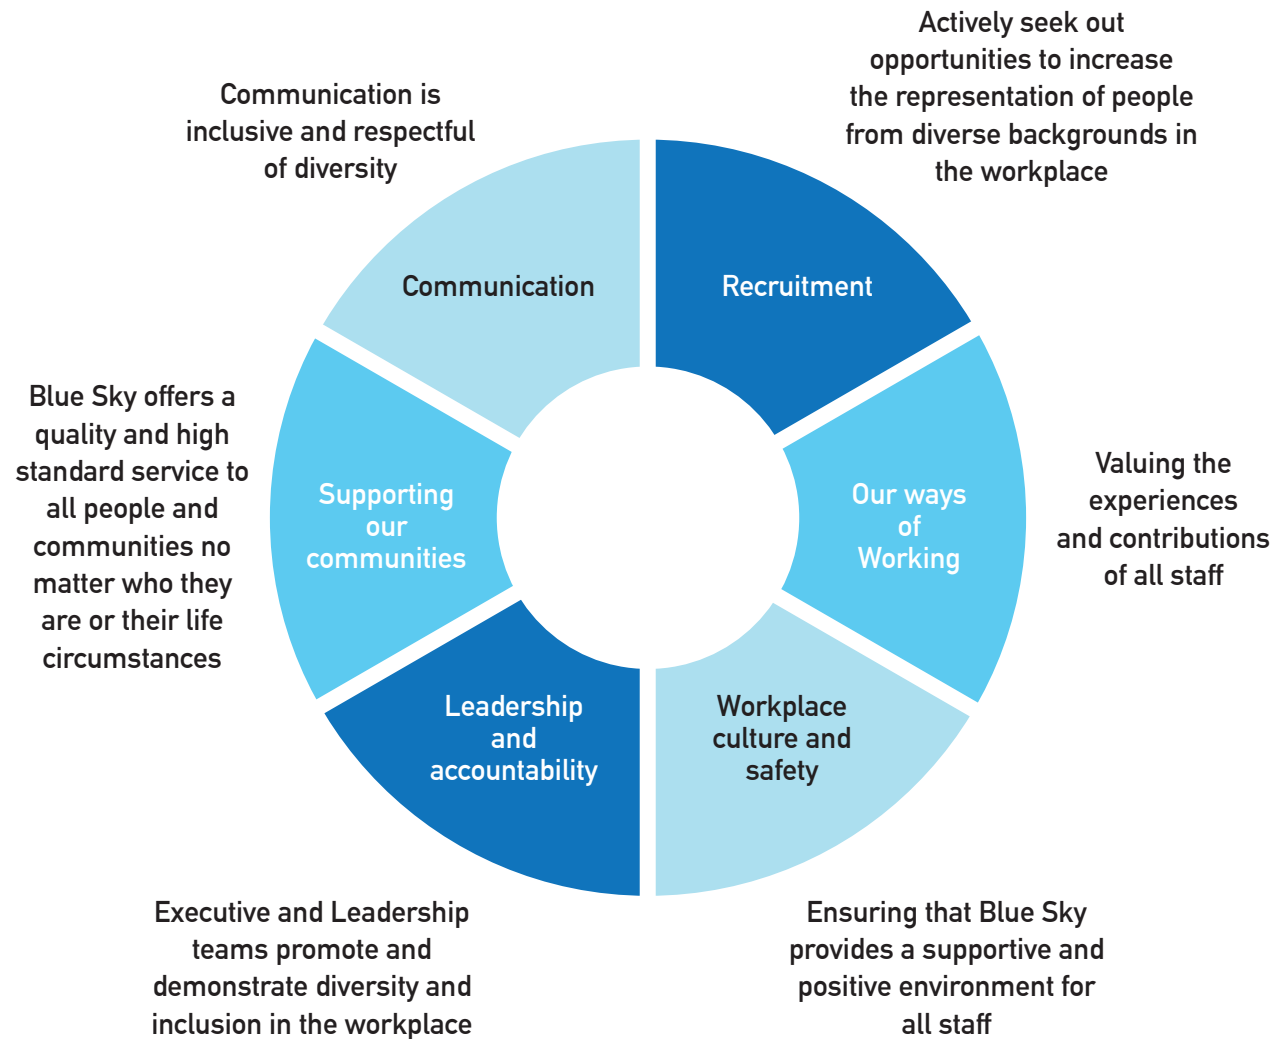 Actively seek out
opportunities to increase
the representation of people
from diverse backgrounds in
the workplace
Communication is
inclusive and respectful
of diversity
Communication
Recruitment
Blue Sky offers a
quality and high
standard service to
all people and
communities no
matter who they
are or their life
circumstances
Supporting
our
communities
Our ways
of
Working
Valuing the
experiences
and contributions
of all staff
Leadership
and
accountability
Workplace
culture and
safety
Executive and Leadership
teams promote and
demonstrate diversity and
inclusion in the workplace
Ensuring that Blue Sky
provides a supportive and
positive environment for
all staff